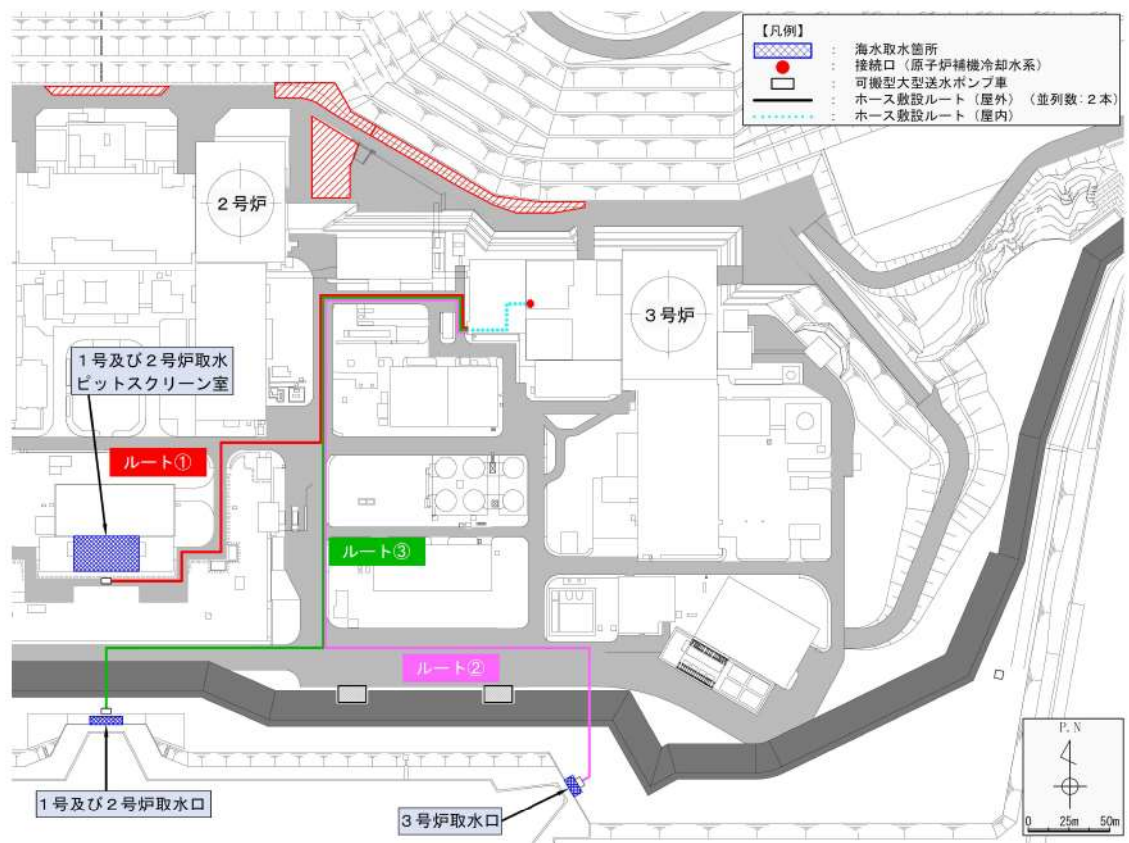 【凡例】
： 海水取水箇所
： 接続口（原子炉補機冷却水系）
： 可搬型大型送水ポンプ車
： ホース敷設ルート（屋外）（並列数：２本）
： ホース敷設ルート（屋内）
２号炉
３号炉
１号及び２号炉取水
ピットスクリーン室
ルート①
ルート③
ルート②
１号及び２号炉取水口
３号炉取水口
P.N
0 25m 50m